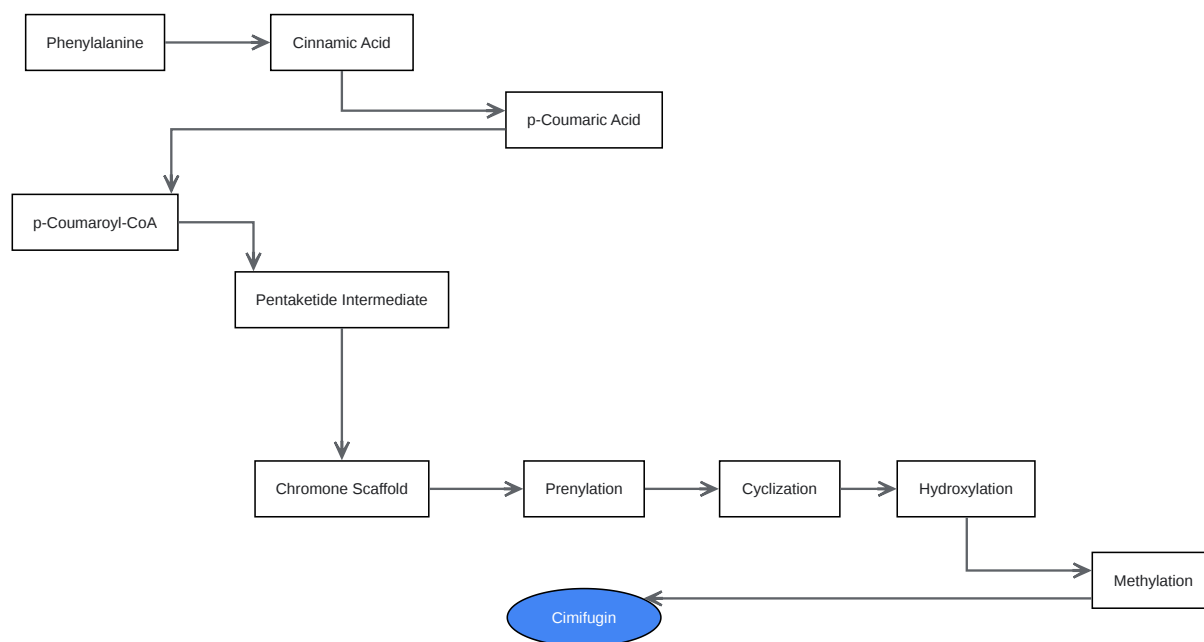 Phenylalanine
Cinnamic Acid
p-Coumaric Acid
p-Coumaroyl-CoA
Pentaketide Intermediate
Chromone Scaffold
Prenylation
Cyclization
Hydroxylation
Methylation
Cimifugin